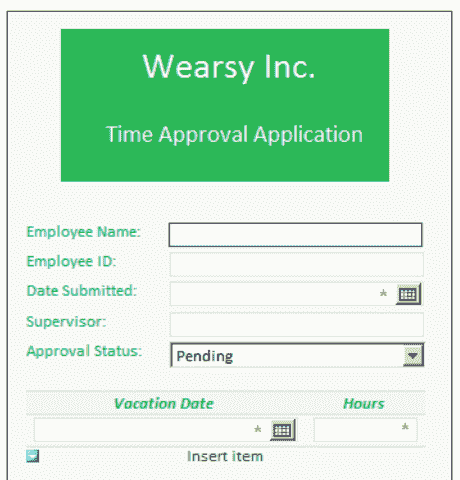 Wearsy Inc.
Time Approval Application
Employee Name:
Employee ID:
Date Submitted: *
Supervisor:
Approval Status: Pending
Vacation Date Hours
* *
Insert item